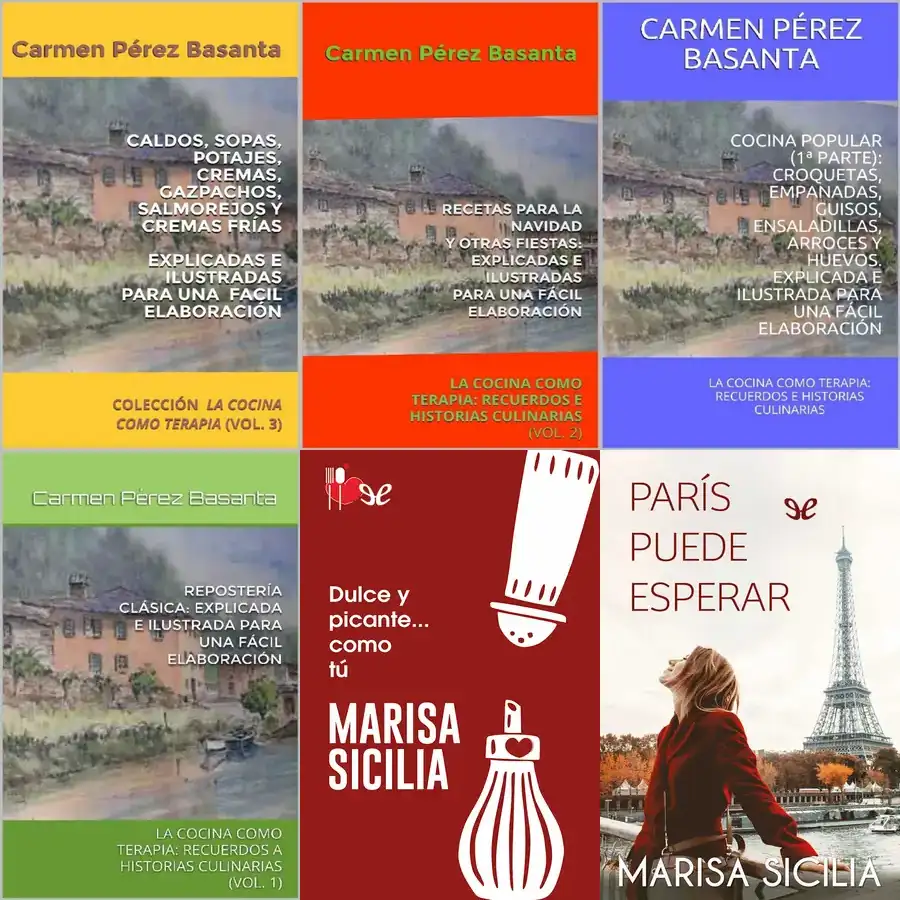 Carmen Pérez Basanta
CALDOS, SOPAS,
POTAJES,
CREMAS,
GAZPACHOS,
SALMOREJOS Y
CREMAS FRÍAS
EXPLICADAS E
ILUSTRADAS
PARA UNA FACIL
ELABORACIÓN
COLECCIÓN LA COCINA
COMO TERAPIA (VOL. 3)
Carmen Pérez Basanta
RECETAS PARA LA
NAVIDAD
Y OTRAS FIESTAS:
EXPLICADAS E
ILUSTRADAS
PARA UNA FÁCIL
ELABORACIÓN
LA COCINA COMO
TERAPIA: RECUERDOS E
HISTORIAS CULINARIAS
(VOL. 2)
CARMEN PÉREZ
BASANTA
COCINA POPULAR
(1ª PARTE):
CROQUETAS,
EMPANADAS,
GUISOS,
ENSALADILLAS,
ARROCES Y
HUEVOS.
EXPLICADA E
ILUSTRADA PARA
UNA FÁCIL
ELABORACIÓN
LA COCINA COMO TERAPIA:
RECUERDOS E HISTORIAS
CULINARIAS
Carmen Pérez Basanta
REPOSTERÍA
CLÁSICA: EXPLICADA
E ILUSTRADA PARA
UNA FÁCIL
ELABORACIÓN
LA COCINA COMO
TERAPIA: RECUERDOS A
HISTORIAS CULINARIAS
(VOL. 1)
Dulce y
picante...
como
tú
MARISA
SICILIA
PARÍS
PUEDE
ESPERAR
MARISA SICILIA